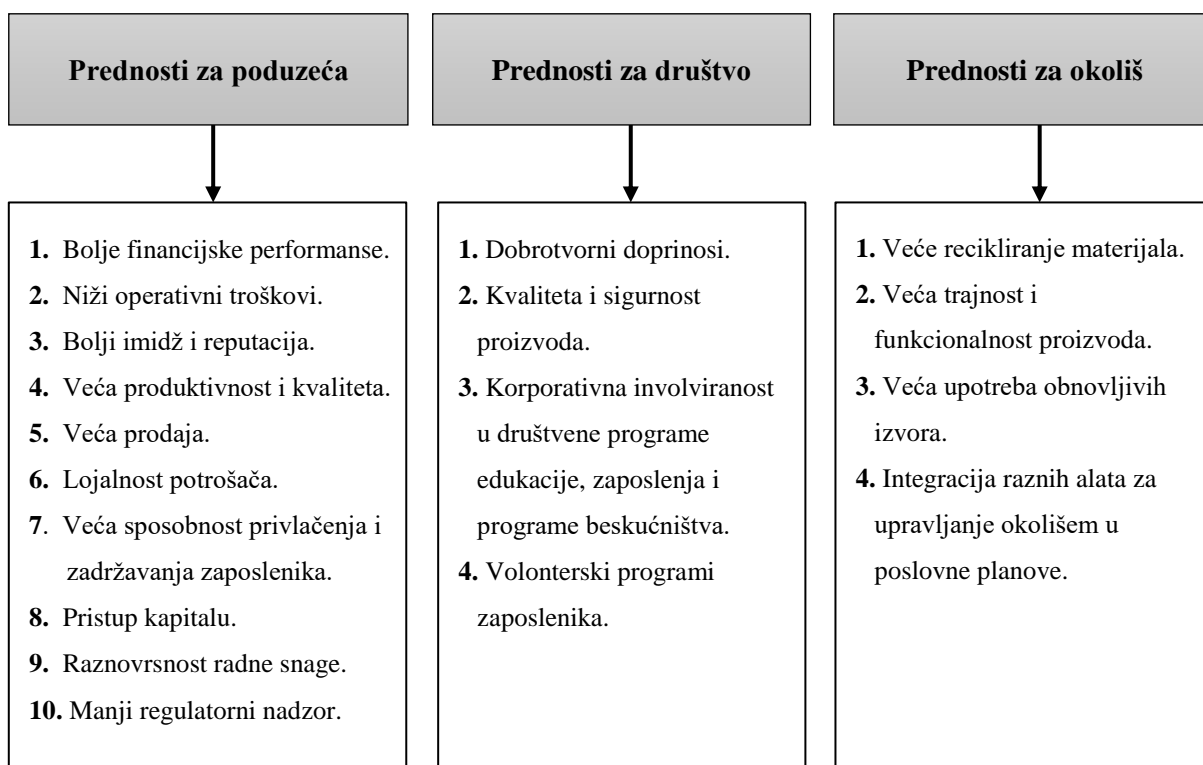 Prednosti za poduzeća
1. Bolje financijske performanse.
2. Niži operativni troškovi.
3. Bolji imidž i reputacija.
4. Veća produktivnost i kvaliteta.
5. Veća prodaja.
6. Lojalnost potrošača.
7. Veća sposobnost privlačenja i
zadržavanja zaposlenika.
8. Pristup kapitalu.
9. Raznovrsnost radne snage.
10. Manji regulatorni nadzor.
Prednosti za društvo
1. Dobrotvorni doprinosi.
2. Kvaliteta i sigurnost
proizvoda.
3. Korporativna involviranost
u društvene programe
edukacije, zaposlenja i
programe beskućništva.
4. Volonterski programi
zaposlenika.
Prednosti za okoliš
1. Veće recikliranje materijala.
2. Veća trajnost i
funkcionalnost proizvoda.
3. Veća upotreba obnovljivih
izvora.
4. Integracija raznih alata za
upravljanje okolišem u
poslovne planove.